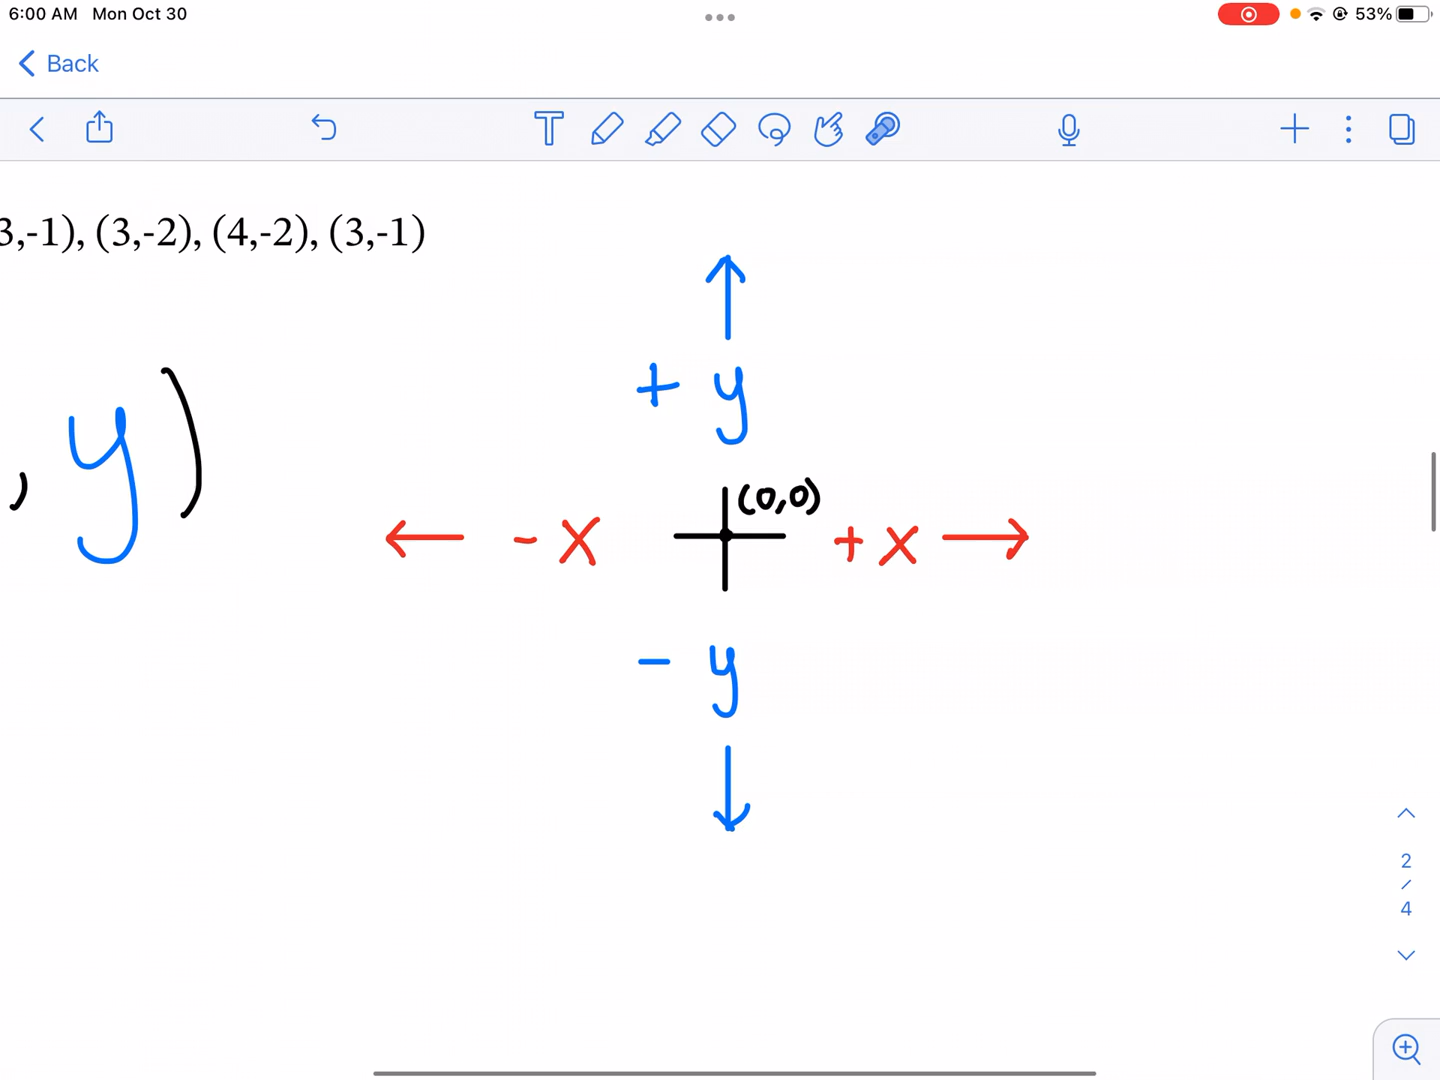 6:00 AM Mon Oct 30
53%
Back
3,-1), (3,-2), (4,-2), (3,-1)
+ y
, y)
(0,0)
- x
+ x
- y
2
/
4